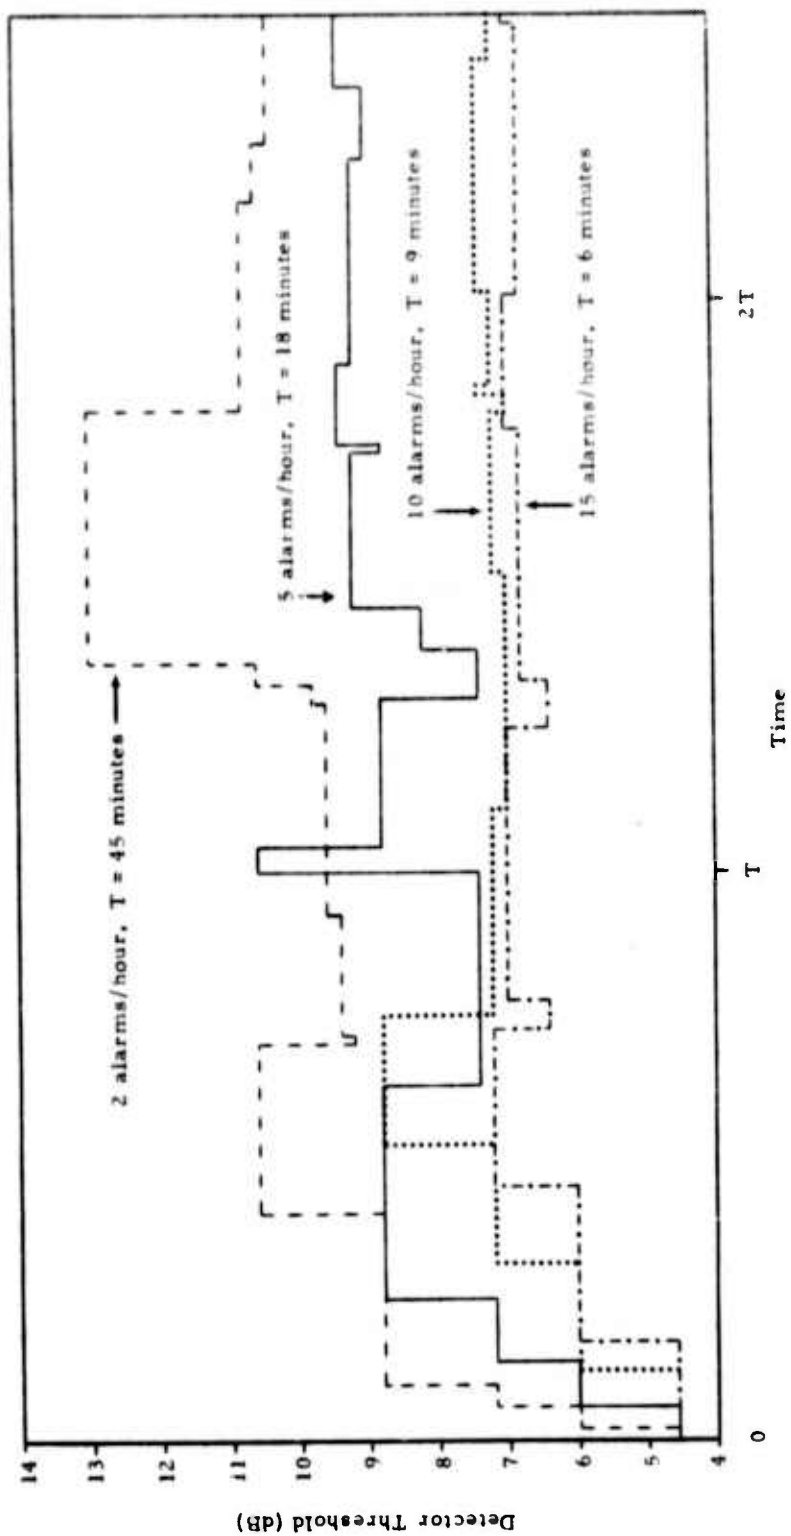 Detector Threshold (dB)
14
13
12
11
10
9
8
7
6
5
4
2 alarms/hour, T = 45 minutes
5 alarms/hour, T = 18 minutes
10 alarms/hour, T = 9 minutes
15 alarms/hour, T = 6 minutes
0
T
2T
Time